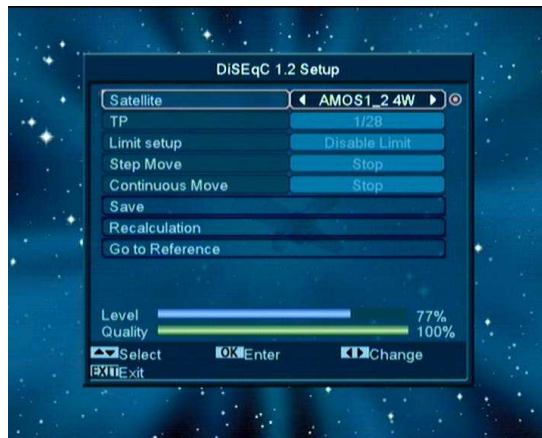 DiSEqC 1.2 Setup
Satellite AMOS1_2 4W
TP 1/28
Limit setup Disable Limit
Step Move Stop
Continuous Move Stop
Save
Recalculation
Go to Reference
Level 77%
Quality 100%
Select OK Enter Change
EXIT Exit